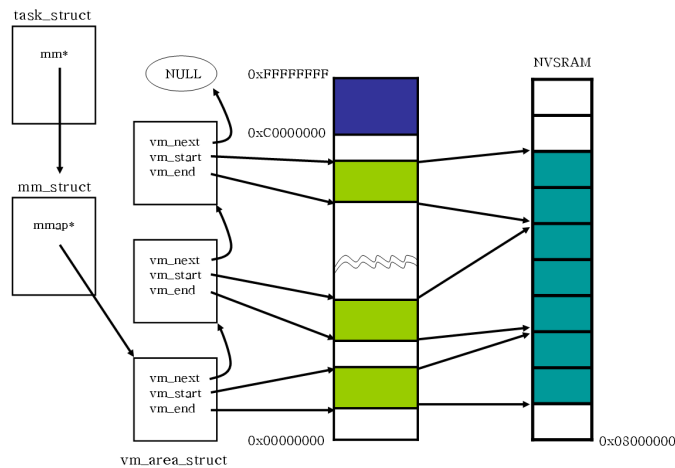 task_struct
mm*
NULL
0xFFFFFFFF
NVSRAM
0xC0000000
vm_next
vm_start
vm_end
mm_struct
mmap*
vm_next
vm_start
vm_end
vm_next
vm_start
vm_end
0x00000000
0x08000000
vm_area_struct